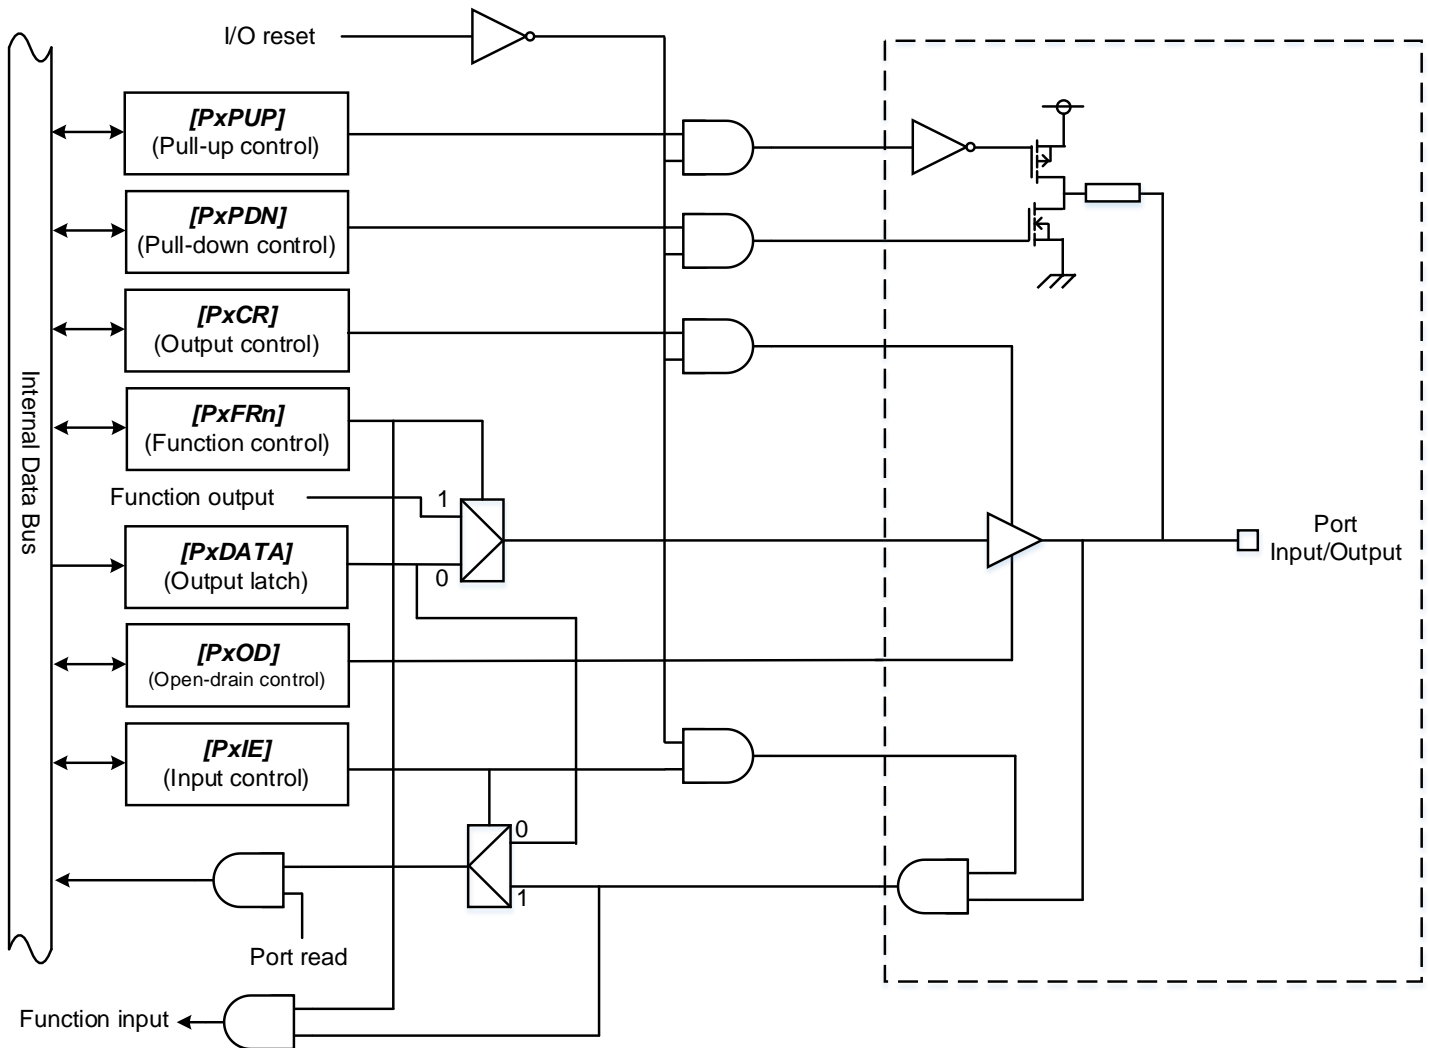 I/O reset
[PxPUP]
(Pull-up control)
[PxPDN]
(Pull-down control)
[PxCR]
(Output control)
Internal Data Bus
[PxFRn]
(Function control)
Function output
1
[PxDATA]
(Output latch)
0
Port
Input/Output
[PxOD]
(Open-drain control)
[PxIE]
(Input control)
0
1
Port read
Function input